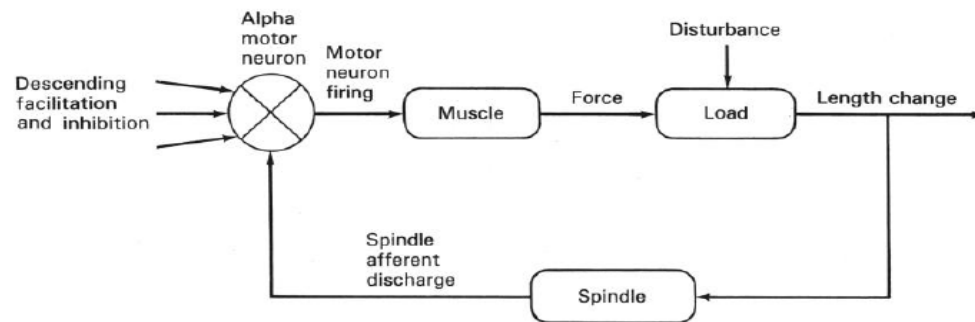 Alpha
motor
neuron
Disturbance
Descending
facilitation
and inhibition
Motor
neuron
firing
Muscle
Force
Load
Length change
Spindle
afferent
discharge
Spindle